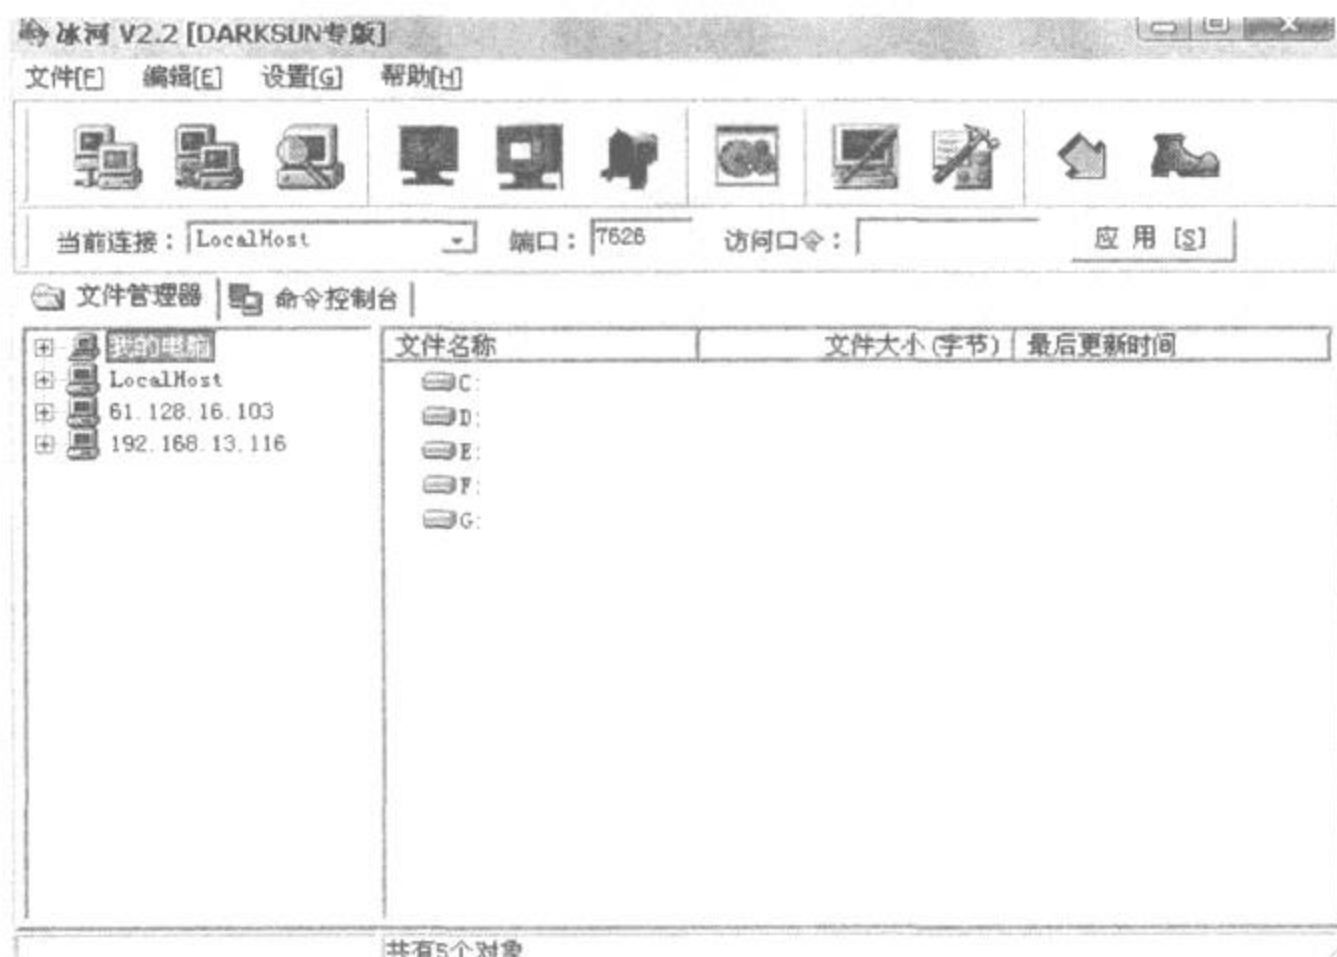 冰河 V2.2 [DARKSUN专版]
文件[F] 编辑[E] 设置[G] 帮助[H]
当前连接： LocalHost 端口： 7626 访问口令： 应 用 [S]
文件管理器 命令控制台
我的电脑
LocalHost
61.128.16.103
192.168.13.116
文件名称 文件大小(字节) 最后更新时间
C:
D:
E:
F:
G:
共有5个对象